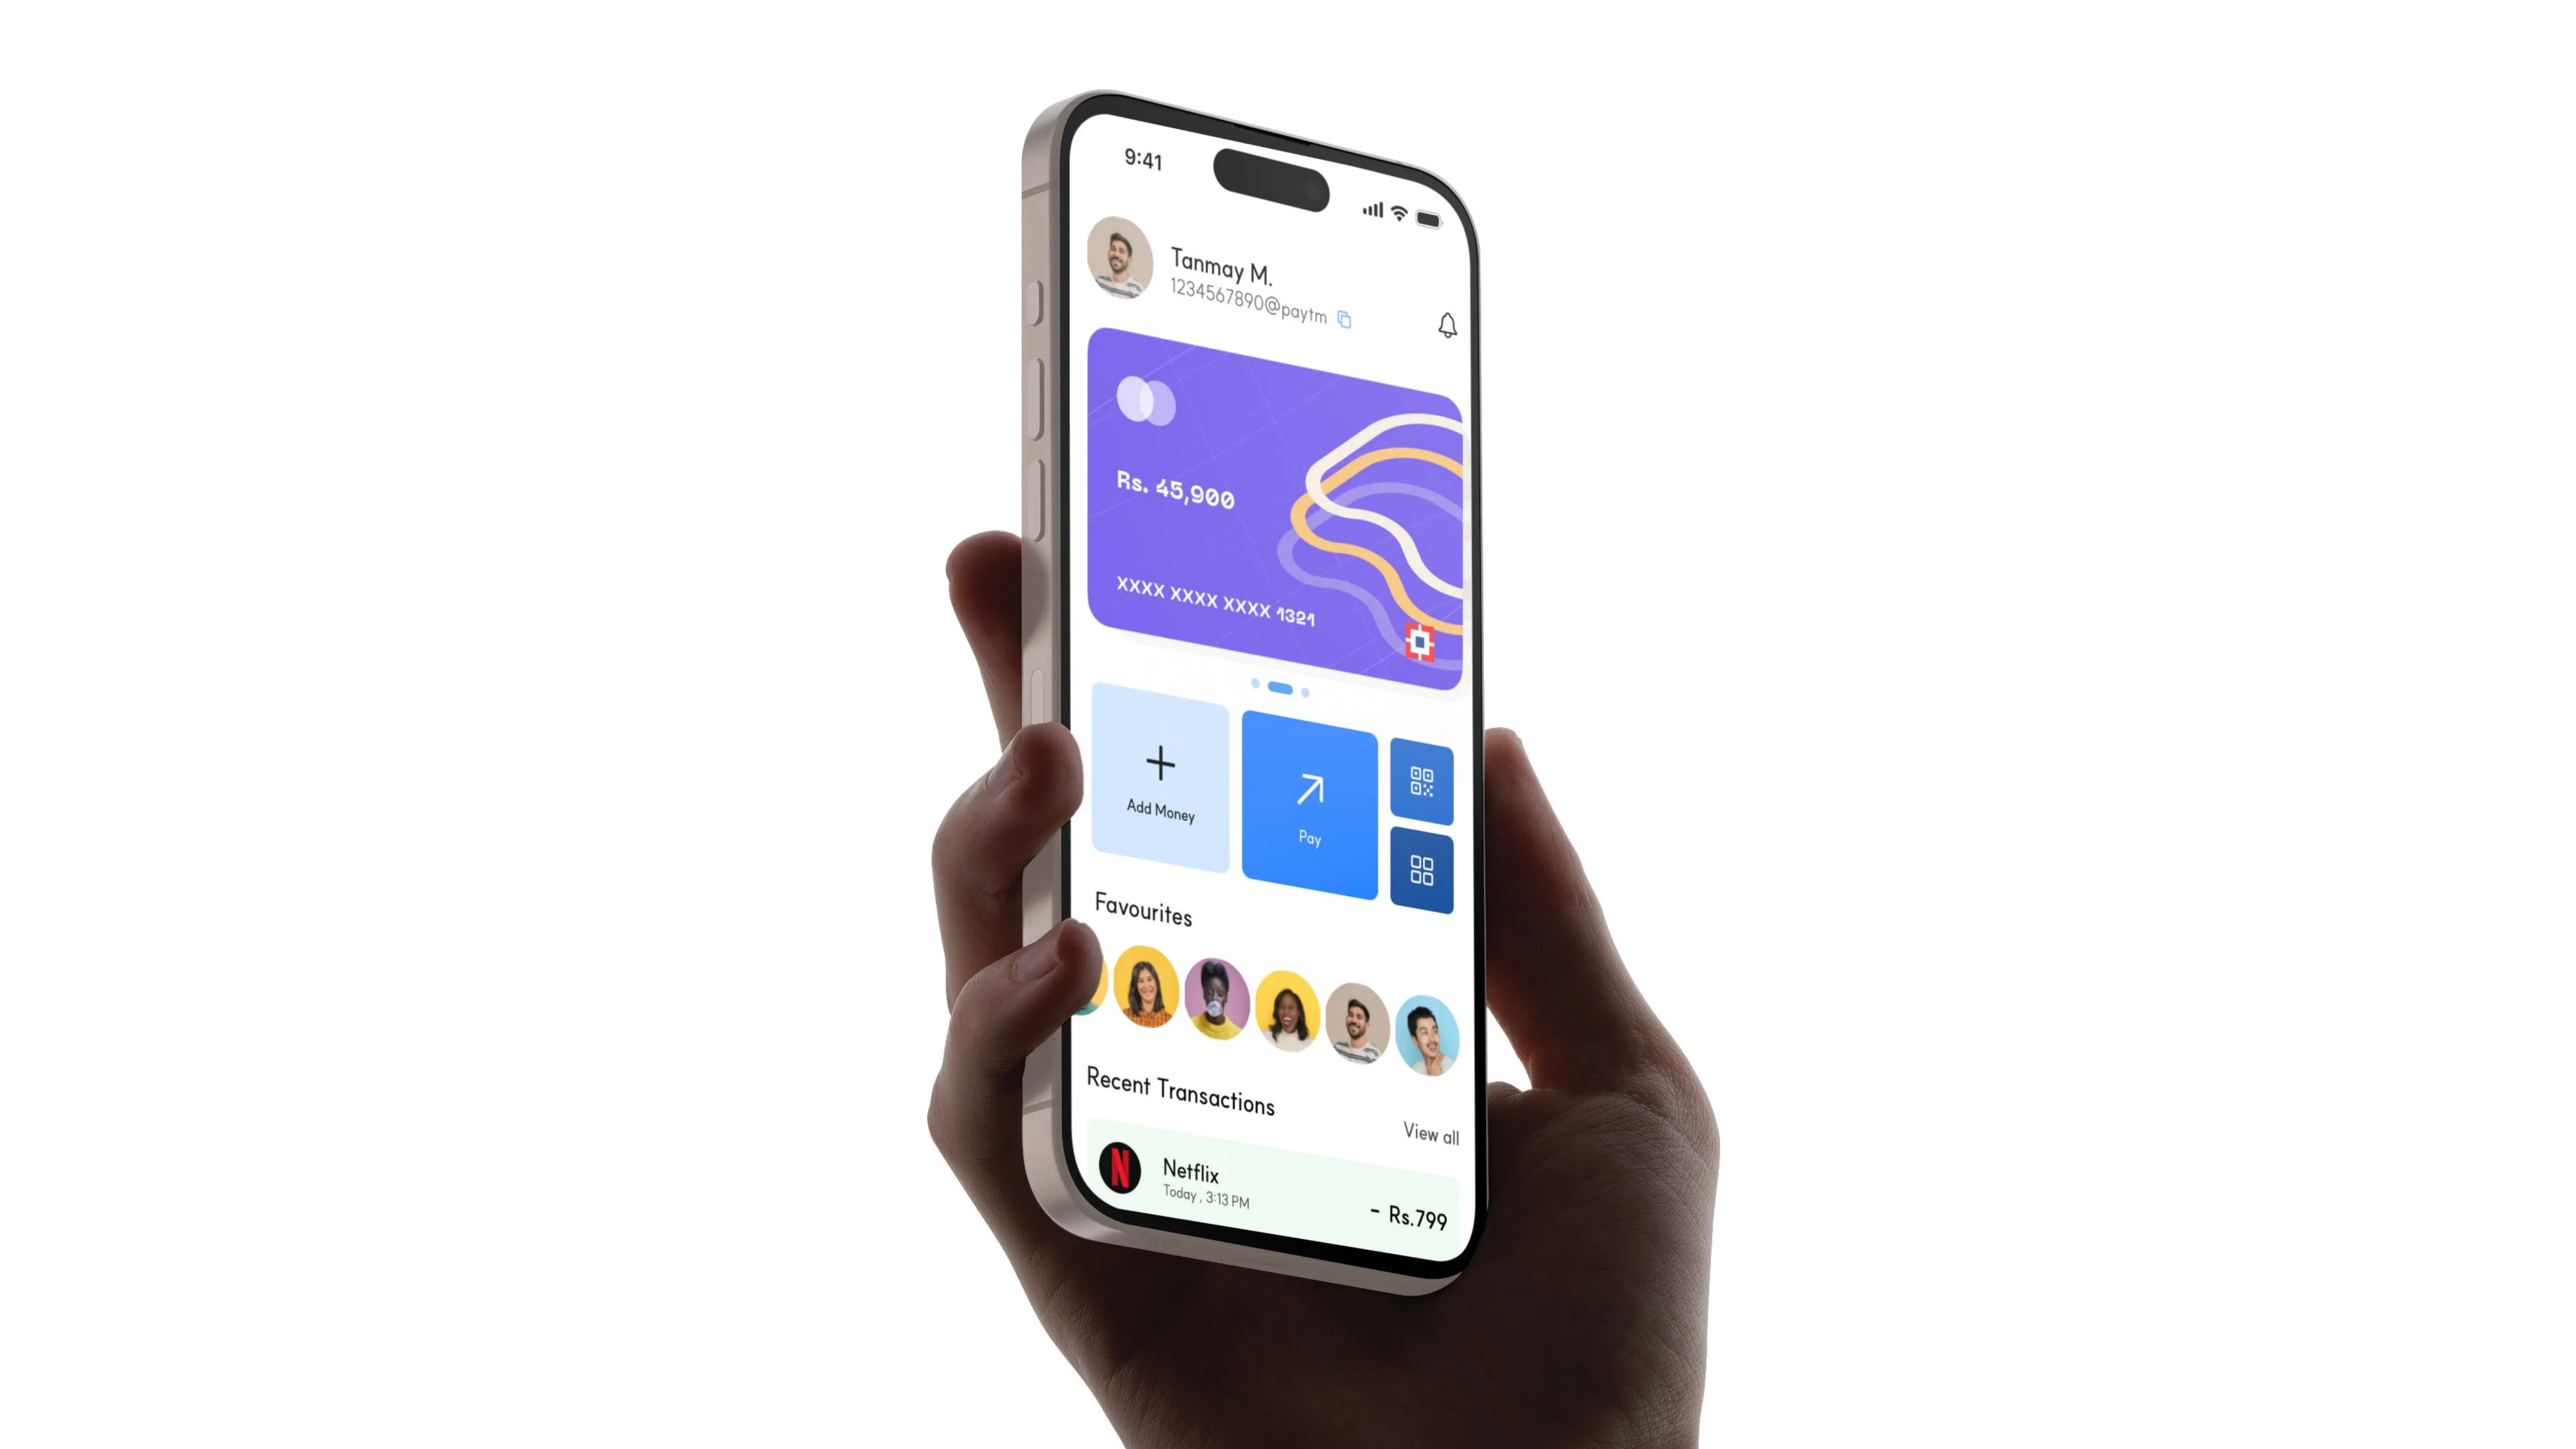 9:41
Tanmay M.
1234567890@paytm
Rs. 45,900
XXXX XXXX XXXX 1321
Add Money
Pay
Favourites
Recent Transactions
View all
N
Netflix
Today , 3:13 PM
- Rs.799